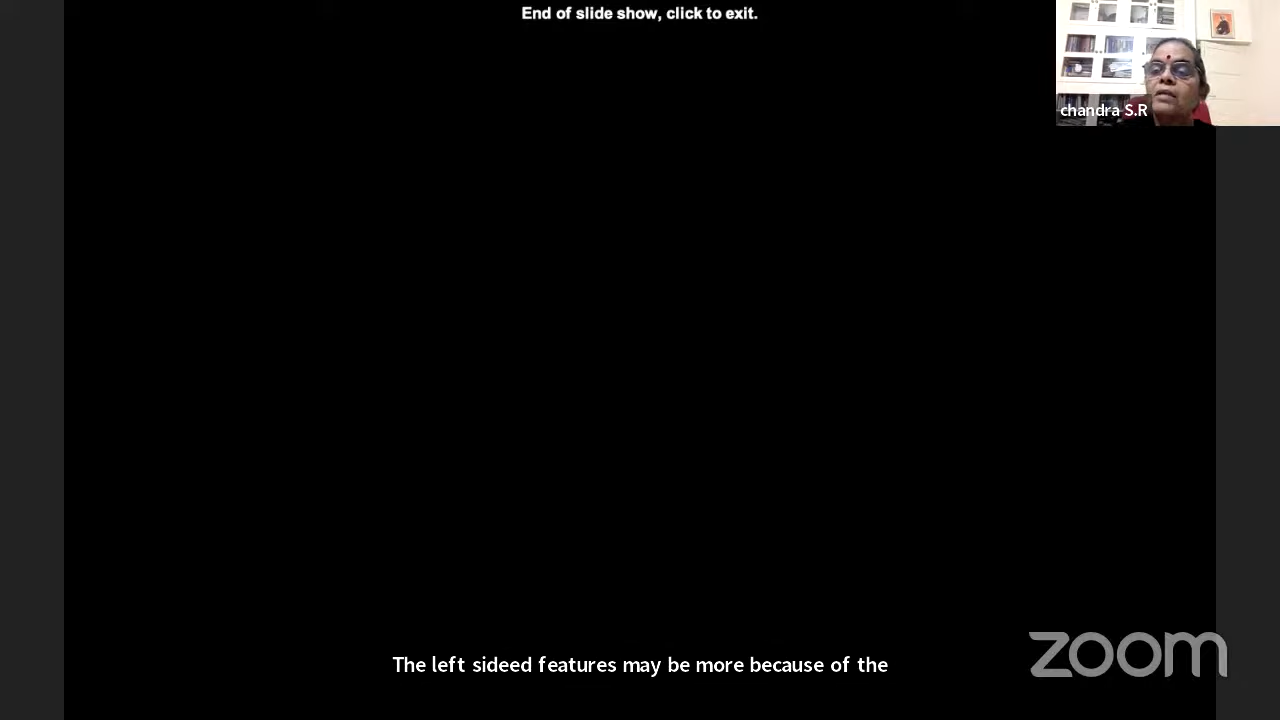 End of slide show, click to exit.
chandra S.R
The left sideed features may be more because of the
zoom